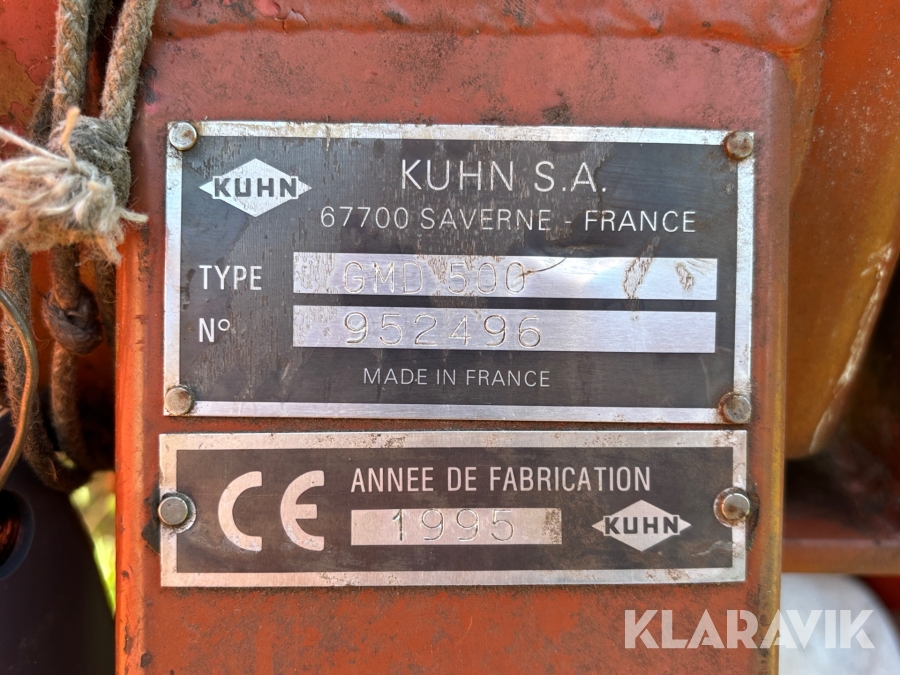 KUHN
KUHN S.A.
67700 SAVERNE - FRANCE
TYPE GMD 500
N° 952496
MADE IN FRANCE
CE
ANNEE DE FABRICATION
1995
KUHN
KLARAVIK